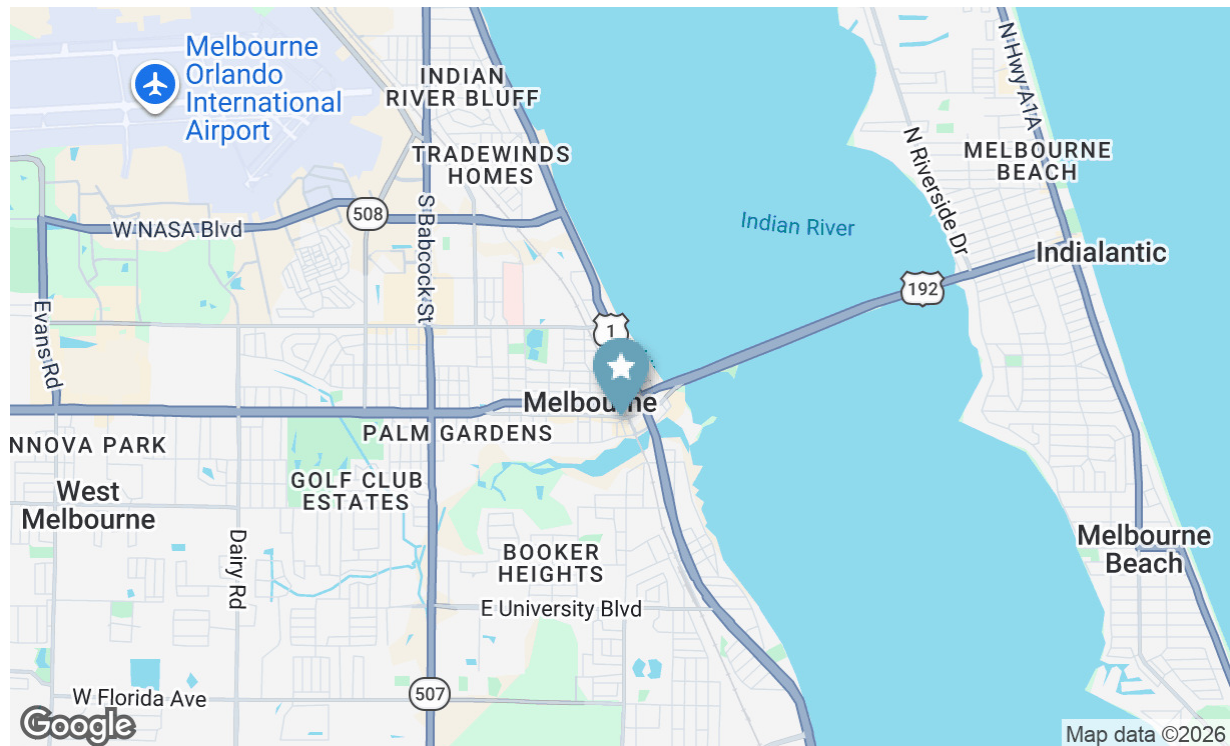 Melbourne
Orlando
International
Airport
INDIAN
RIVER BLUFF
N Hwy A1A
TRADEWINDS
HOMES
N Riverside Dr
MELBOURNE
BEACH
508
W NASA Blvd
S Babcock St
Indian River
Indialantic
192
Evans Rd
1
Melbourne
PALM GARDENS
NNOVA PARK
GOLF CLUB
ESTATES
West
Melbourne
Dairy Rd
BOOKER
HEIGHTS
Melbourne
Beach
E University Blvd
W Florida Ave
507
Google
Map data ©2026